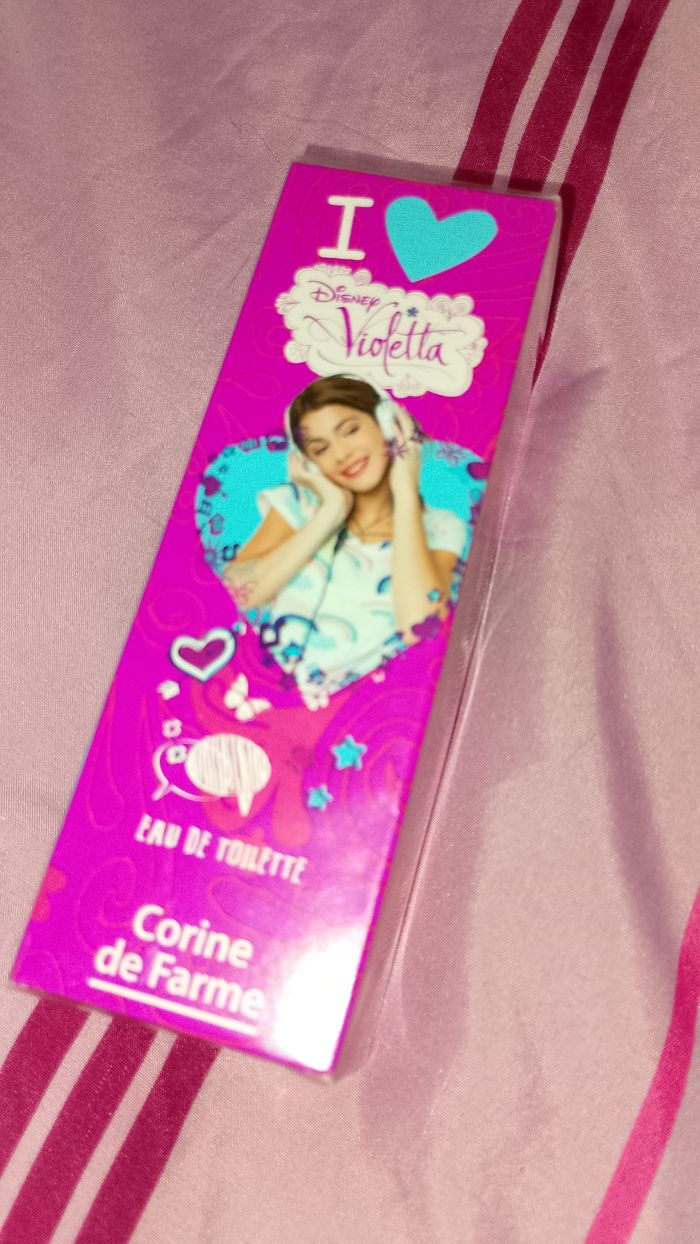 I
Disney
Violetta
EAU DE TOILETTE
Corine
de Farme